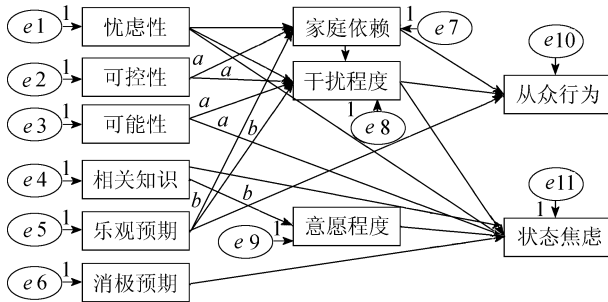 e1 1 忧虑性 家庭依赖 1 e7
e10
e2 1 可控性 a a 干扰程度 从众行为
e3 1 可能性 a a b 1 e8
e4 1 相关知识 b b e11
e5 1 乐观预期 意愿程度 1 状态焦虑
e9 1
e6 1 消极预期